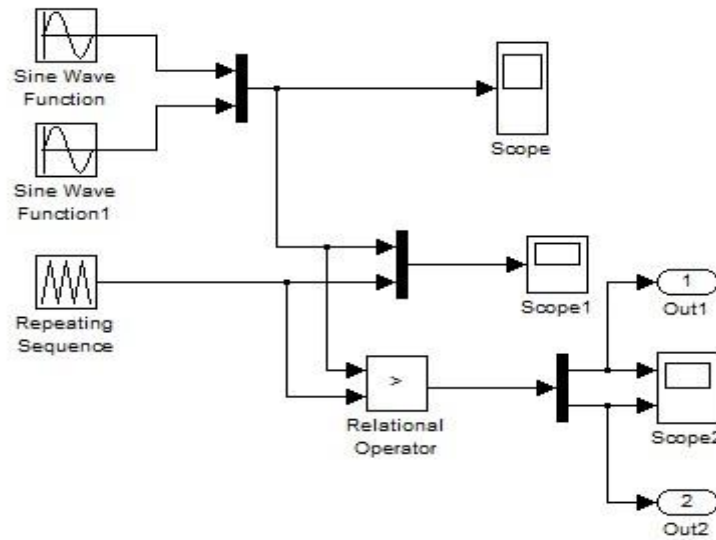 Sine Wave
Function
Scope
Sine Wave
Function1
Repeating
Sequence
Scope1
1
Out1
>
Relational
Operator
Scope2
2
Out2